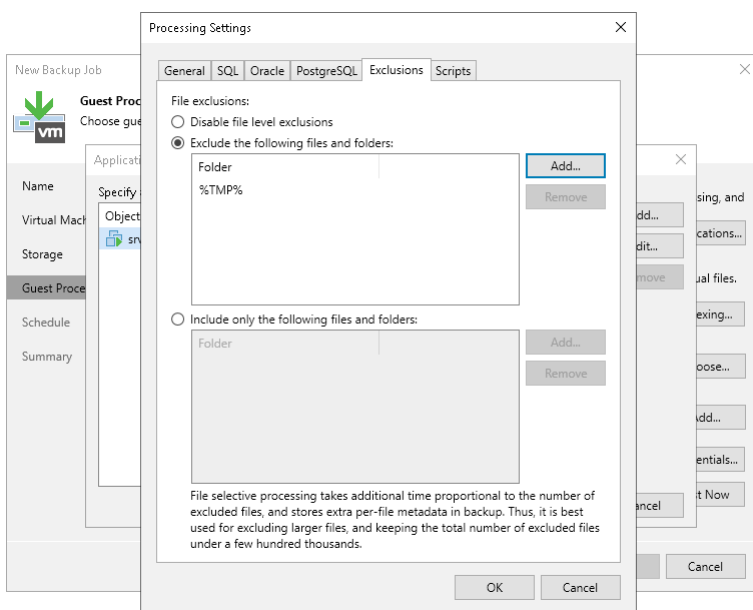 Processing Settings
General SQL Oracle PostgreSQL Exclusions Scripts
File exclusions:
Disable file level exclusions
Exclude the following files and folders:
Folder
%TMP%
Add...
Remove
Include only the following files and folders:
Folder
Add...
Remove
File selective processing takes additional time proportional to the number of
excluded files, and stores extra per-file metadata in backup. Thus, it is best
used for excluding larger files, and keeping the total number of excluded files
under a few hundred thousands.
OK Cancel
New Backup Job
Guest Proc
Choose gue
vm
Name
Virtual Mach
Storage
Guest Proce
Schedule
Summary
Applicati
Specify
Object
srv
dd...
dit...
move
ancel
sing, and
cations...
ual files.
exing...
oose...
Add...
entials...
t Now
Cancel